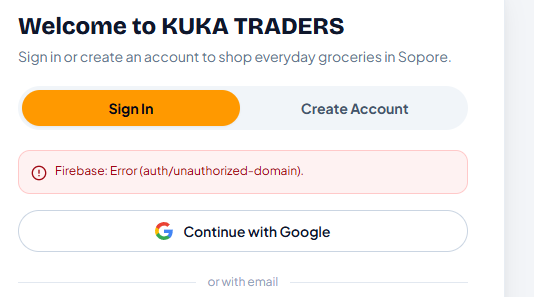 Welcome to KUKA TRADERS
Sign in or create an account to shop everyday groceries in Sopore.
Sign In
Create Account
Firebase: Error (auth/unauthorized-domain).
Continue with Google
or with email